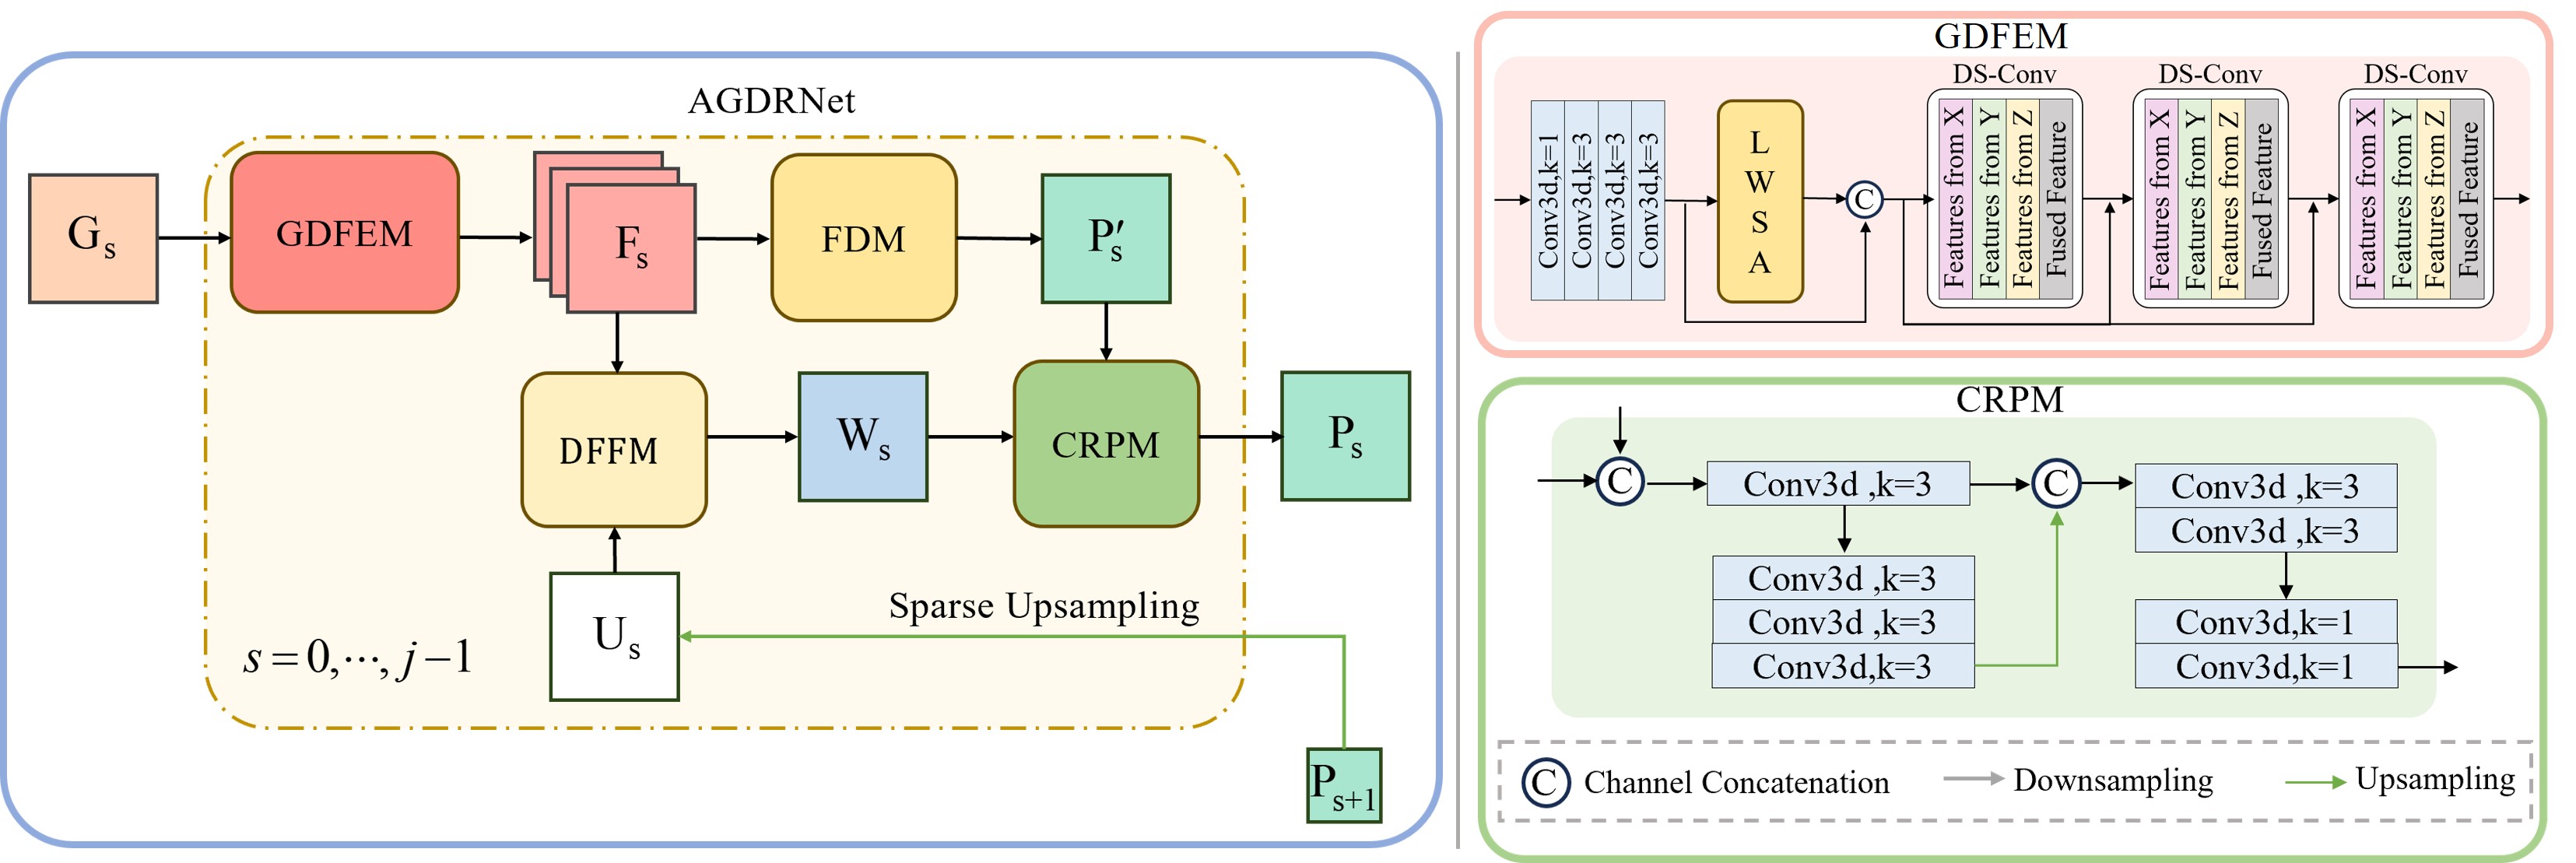 AGDRNet
G_s
GDFEM
F_s
FDM
P'_s
DFFM
W_s
CRPM
P_s
U_s
Sparse Upsampling
s = 0,⋯, j −1
P_{s+1}
GDFEM
Conv3d,k=1
Conv3d,k=3
Conv3d,k=3
Conv3d,k=3
L
W
S
A
C
DS-Conv
Features from X
Features from Y
Features from Z
Fused Feature
DS-Conv
Features from X
Features from Y
Features from Z
Fused Feature
DS-Conv
Features from X
Features from Y
Features from Z
Fused Feature
CRPM
C
Conv3d ,k=3
Conv3d ,k=3
Conv3d ,k=3
Conv3d,k=3
C
Conv3d ,k=3
Conv3d ,k=3
Conv3d,k=1
Conv3d,k=1
C Channel Concatenation
Downsampling
Upsampling